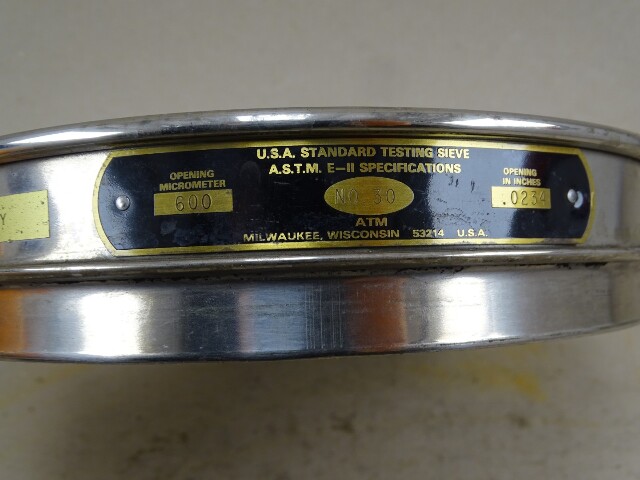 U.S.A. STANDARD TESTING SIEVE
A.S.T.M. E-11 SPECIFICATIONS
OPENING
MICROMETER
600
NO 30
OPENING
IN INCHES
.0234
ATM
MILWAUKEE, WISCONSIN 53214 U.S.A.
Y